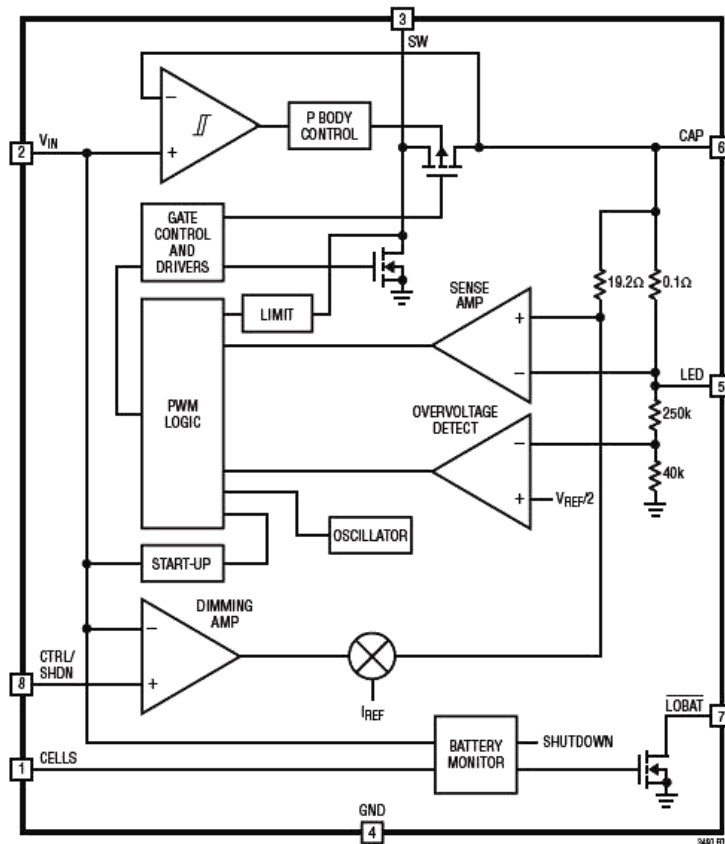 3
SW
P BODY
CONTROL
−
+
2
VIN
CAP
6
GATE
CONTROL
AND
DRIVERS
19.2Ω
0.1Ω
SENSE
AMP
LIMIT
+
−
LED
5
PWM
LOGIC
OVERVOLTAGE
DETECT
250k
−
40k
+
VREF/2
OSCILLATOR
START-UP
DIMMING
AMP
−
CTRL/
SHDN
8
+
IREF
LOBAT
7
BATTERY
MONITOR
SHUTDOWN
1
CELLS
GND
4